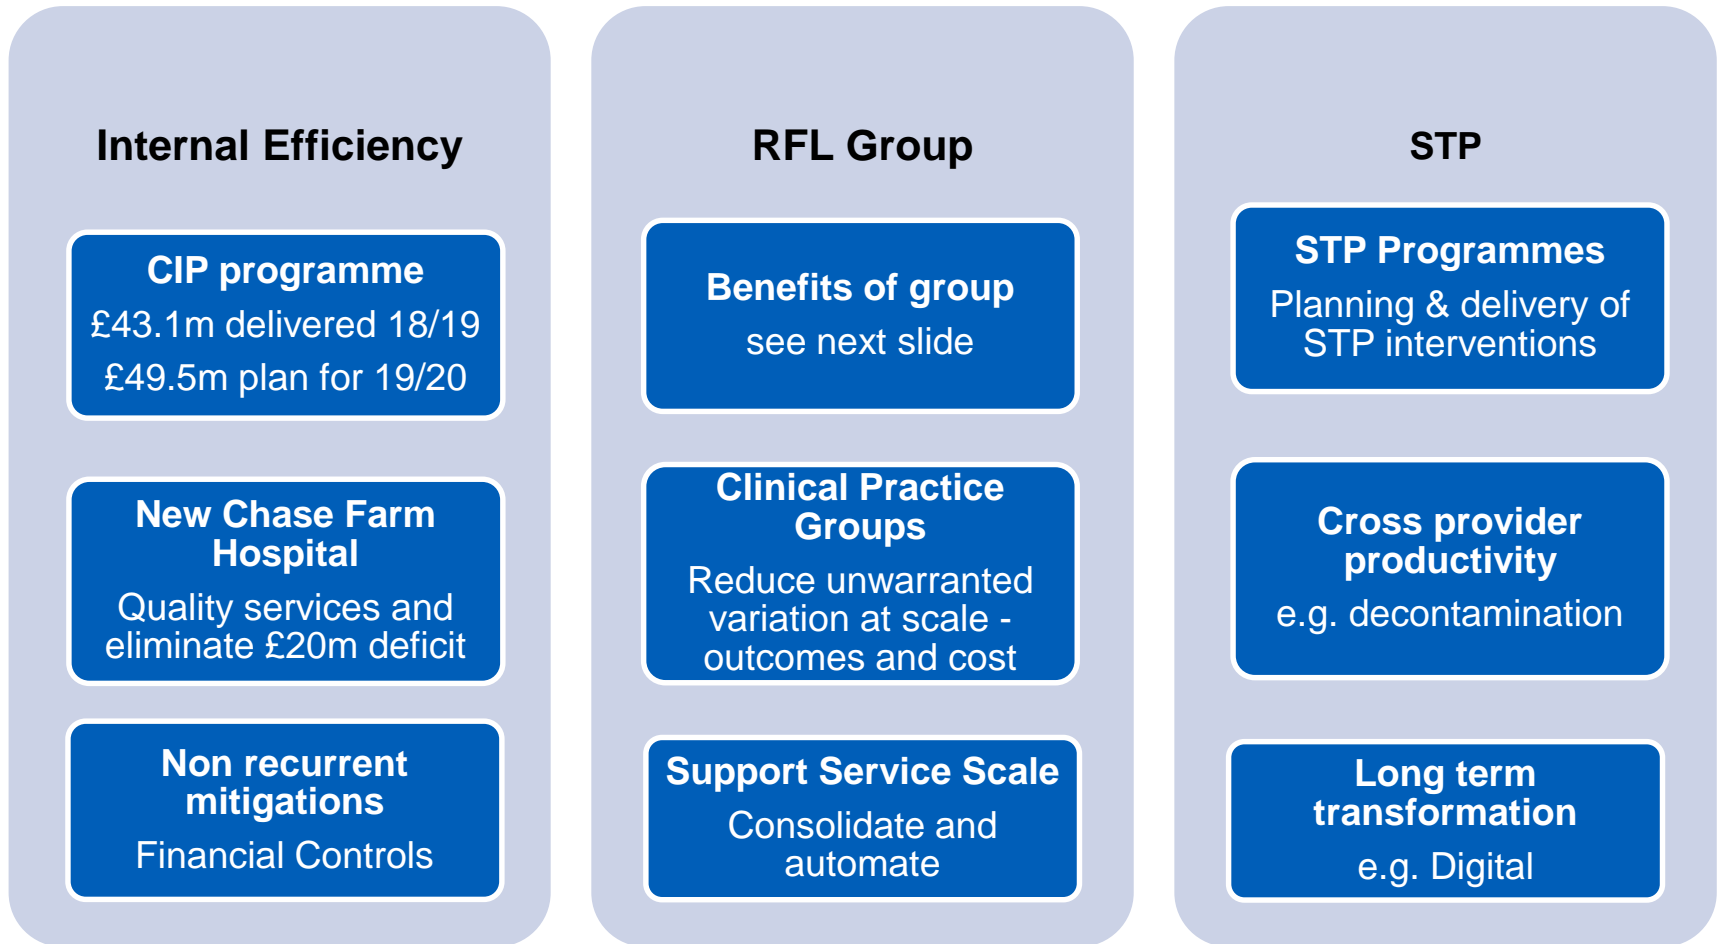 Internal Efficiency
CIP programme
£43.1m delivered 18/19
£49.5m plan for 19/20
New Chase Farm
Hospital
Quality services and
eliminate £20m deficit
Non recurrent
mitigations
Financial Controls
RFL Group
Benefits of group
see next slide
Clinical Practice
Groups
Reduce unwarranted
variation at scale -
outcomes and cost
Support Service Scale
Consolidate and
automate
STP
STP Programmes
Planning & delivery of
STP interventions
Cross provider
productivity
e.g. decontamination
Long term
transformation
e.g. Digital